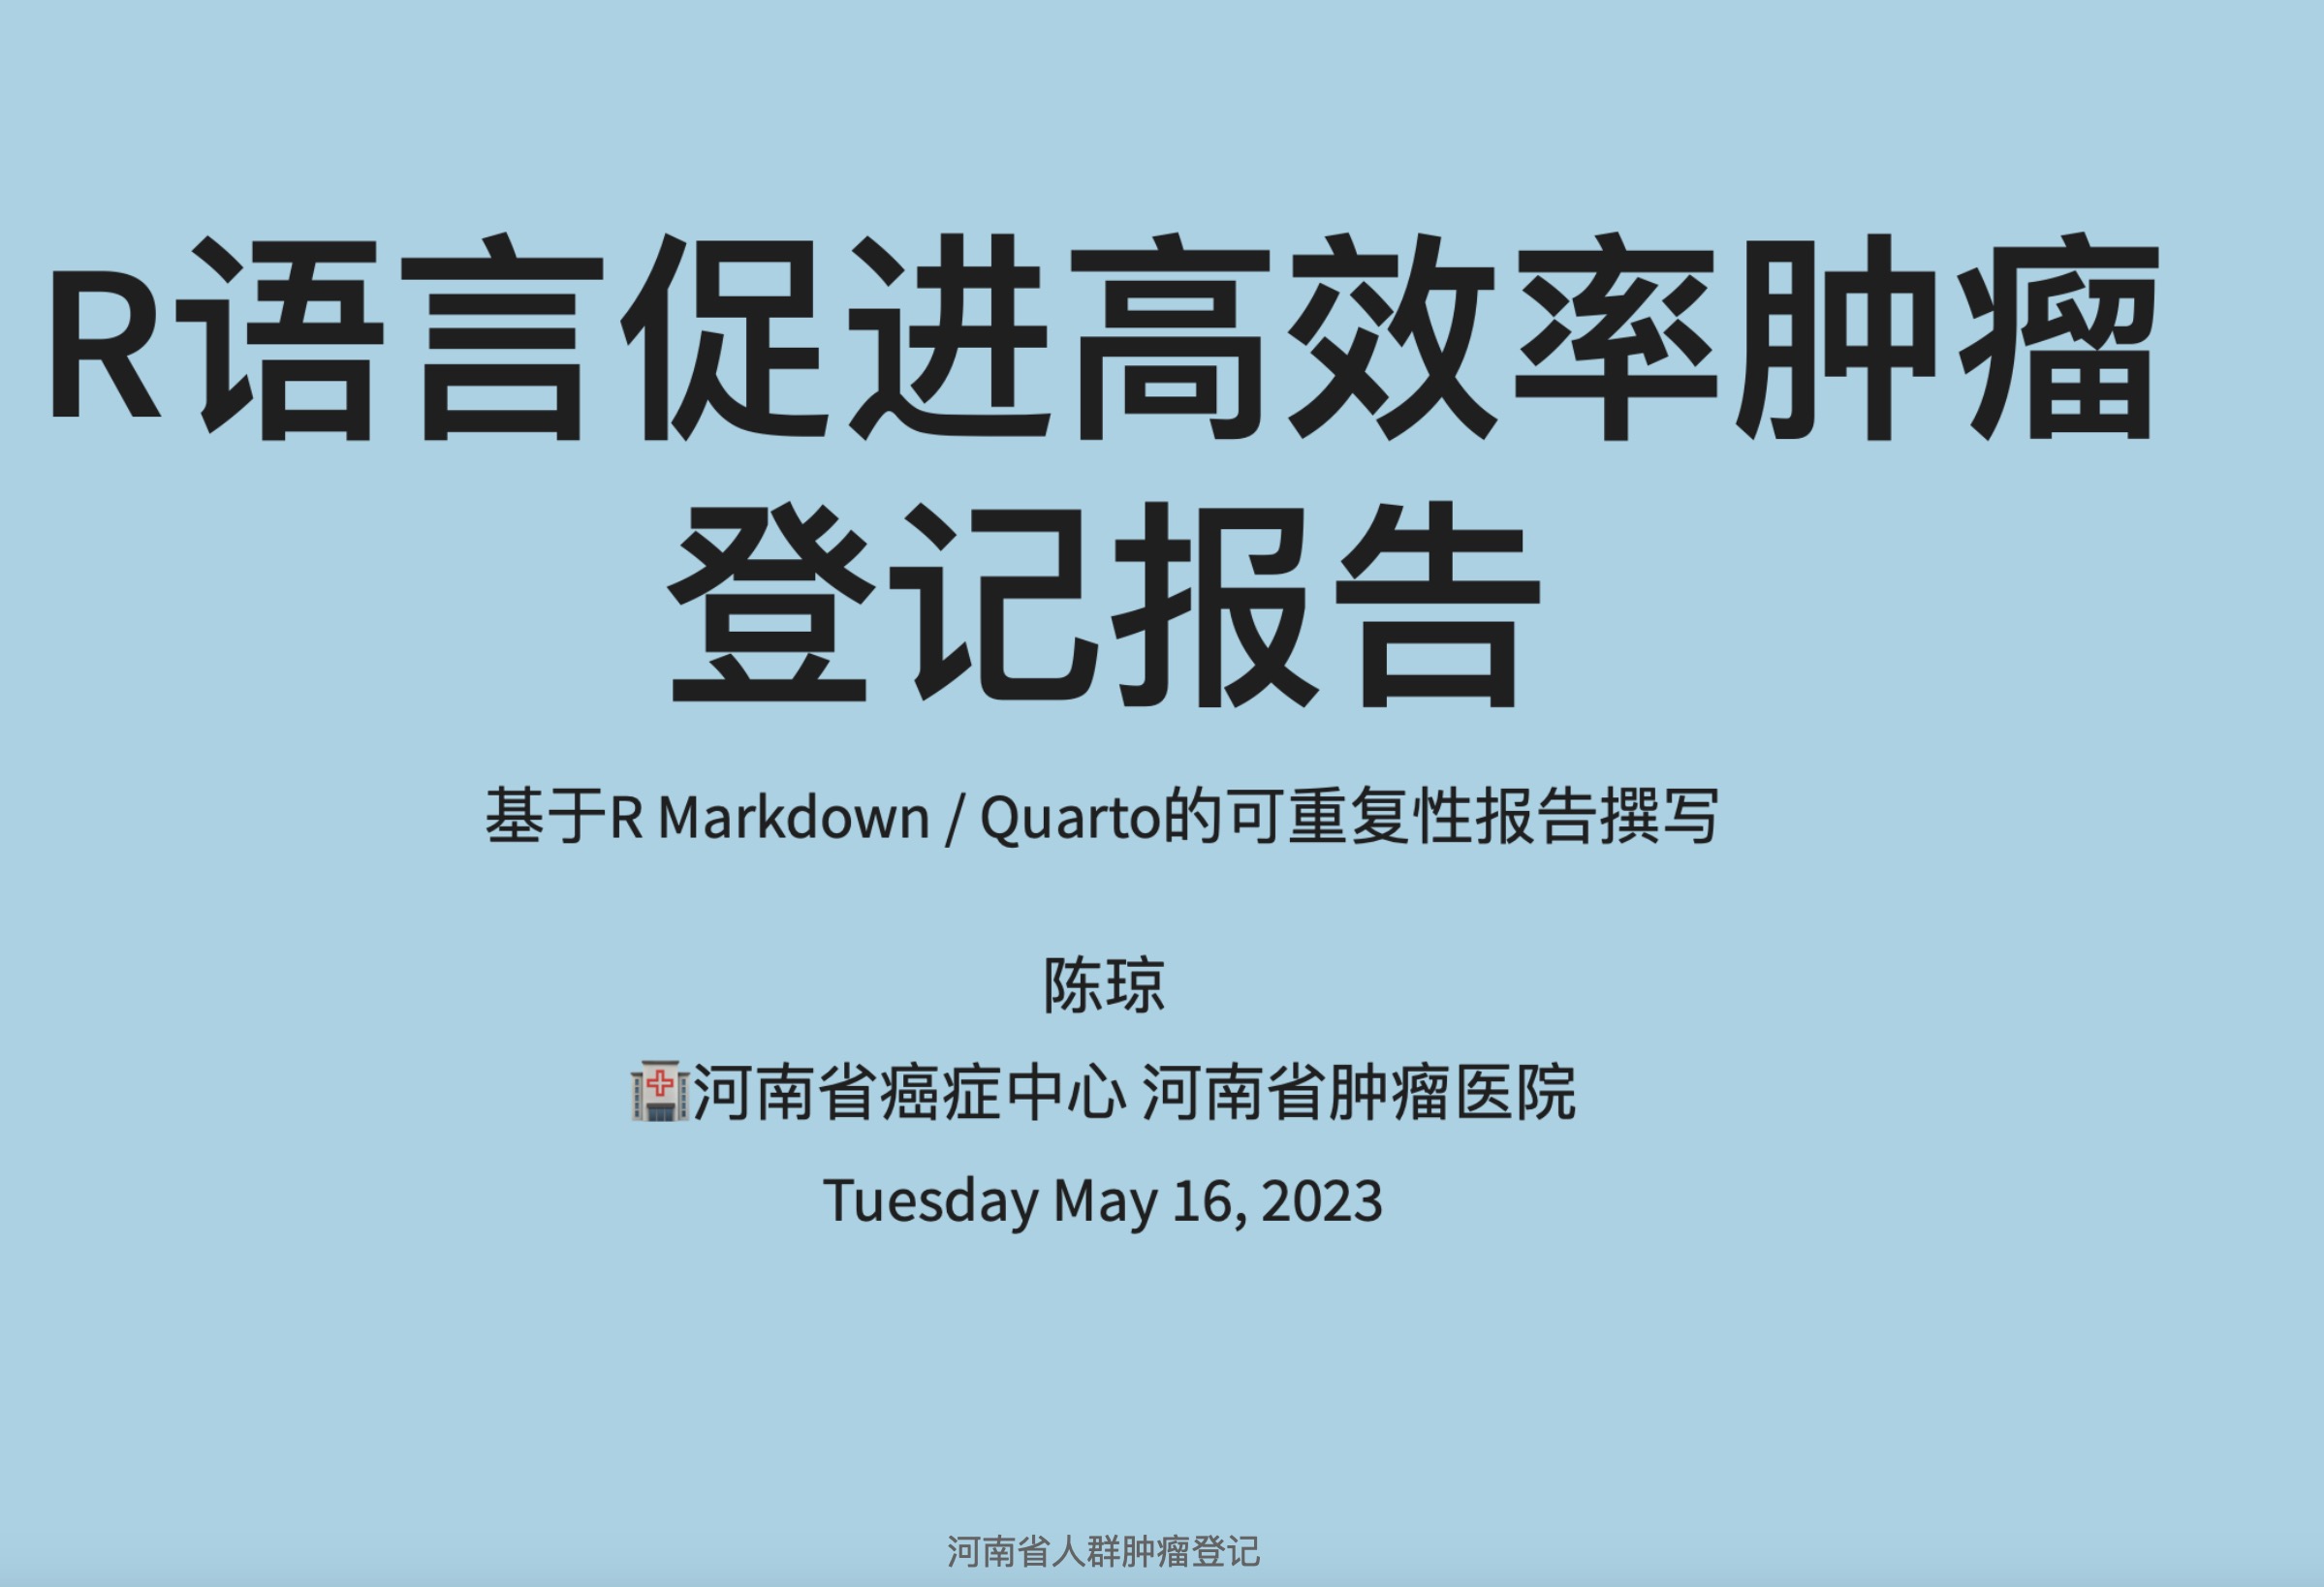 R语言促进高效率肿瘤
登记报告
基于R Markdown / Quarto的可重复性报告撰写
陈琼
河南省癌症中心 河南省肿瘤医院
Tuesday May 16, 2023
河南省人群肿瘤登记